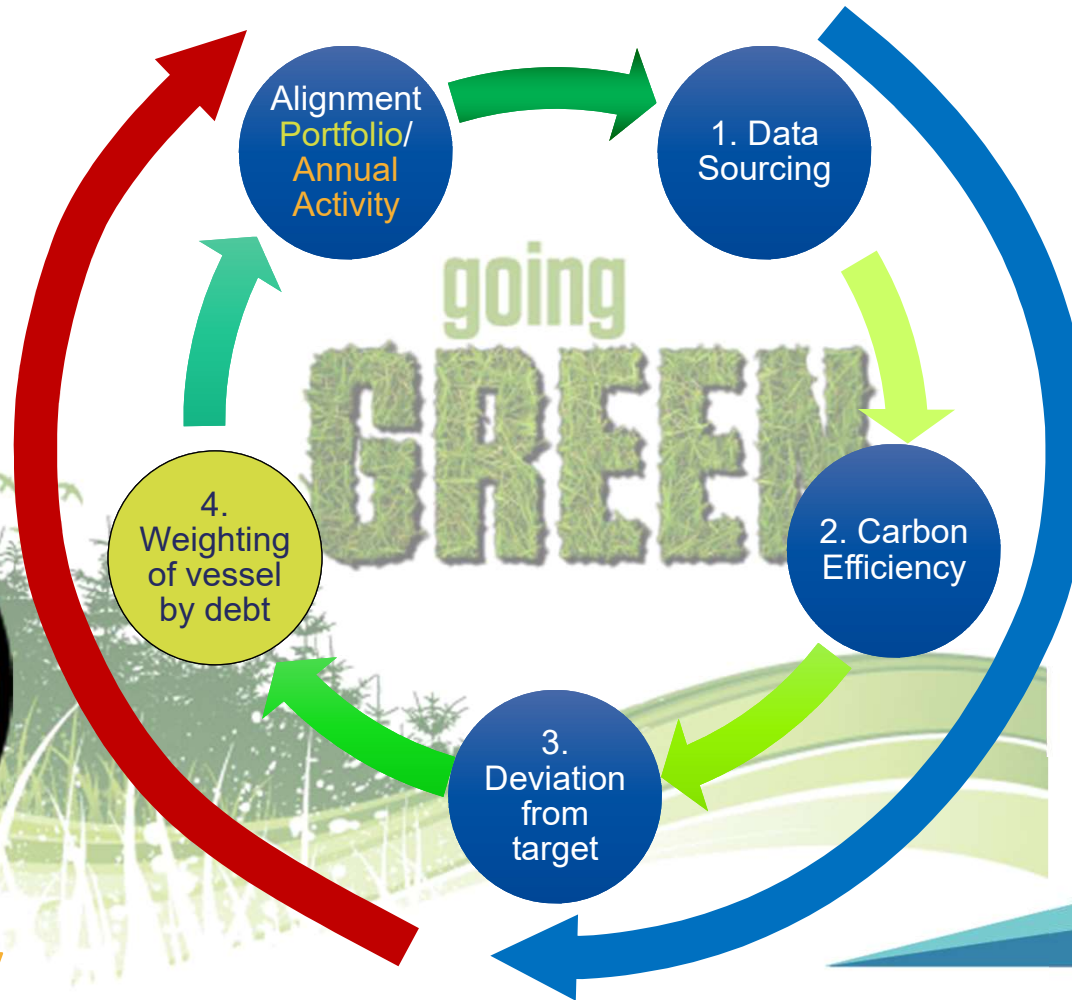 Alignment
Portfolio/
Annual
Activity
1. Data
Sourcing
going
GREEN
2. Carbon
Efficiency
3.
Deviation
from
target
4.
Weighting
of vessel
by debt